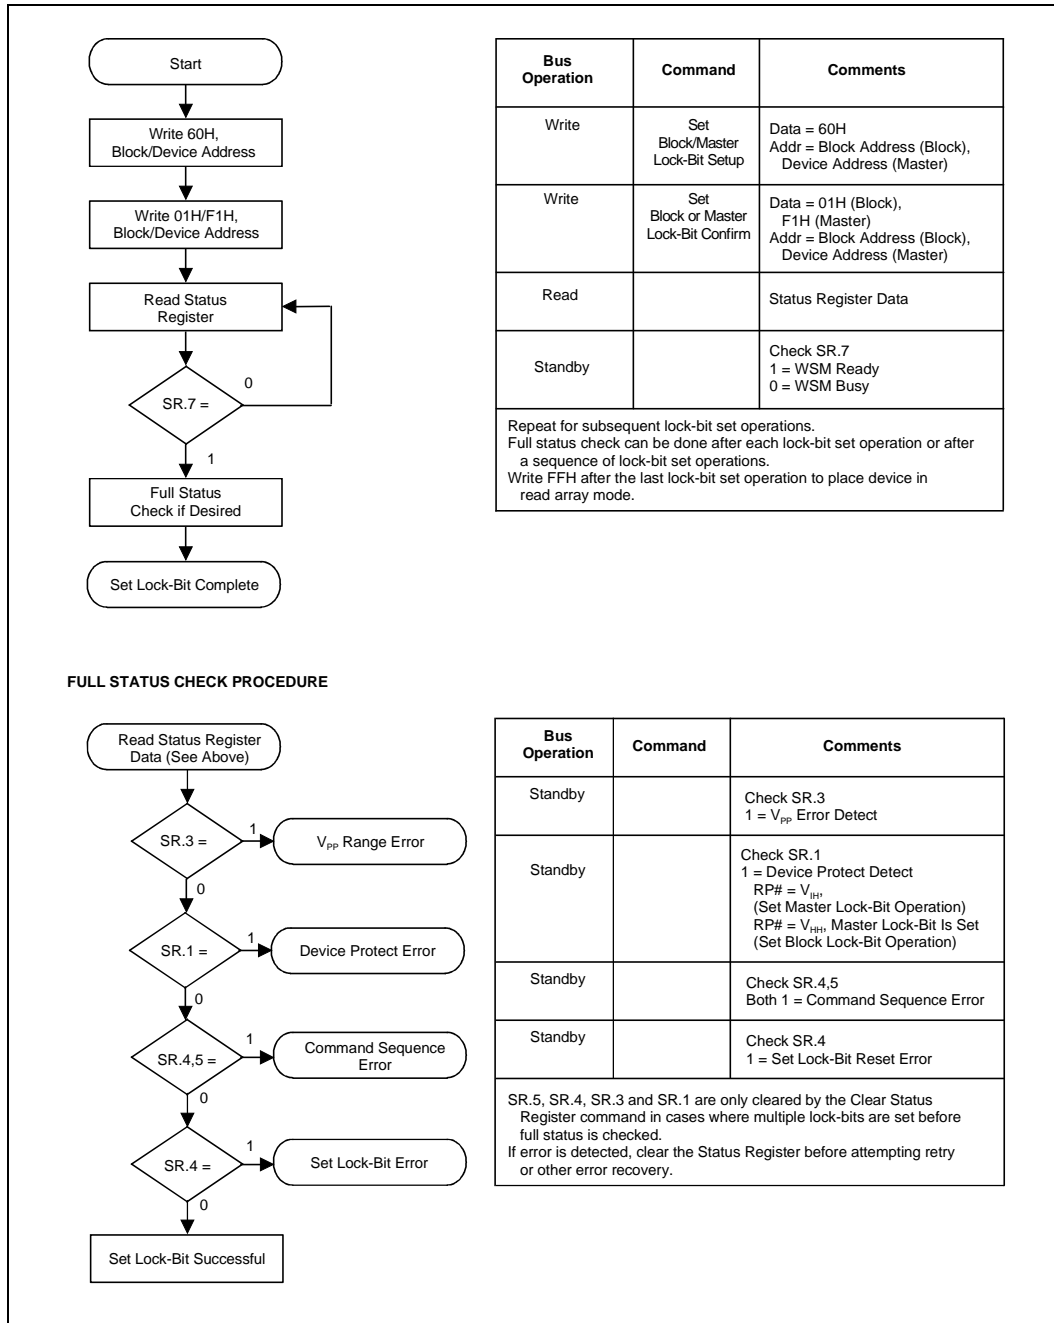 Start
Write 60H,
Block/Device Address
Write 01H/F1H,
Block/Device Address
Read Status
Register
0
SR.7 =
1
Full Status
Check if Desired
Set Lock-Bit Complete
Bus
Operation
Command
Comments
Write
Set
Block/Master
Lock-Bit Setup
Data = 60H
Addr = Block Address (Block),
Device Address (Master)
Write
Set
Block or Master
Lock-Bit Confirm
Data = 01H (Block),
F1H (Master)
Addr = Block Address (Block),
Device Address (Master)
Read
Status Register Data
Standby
Check SR.7
1 = WSM Ready
0 = WSM Busy
Repeat for subsequent lock-bit set operations.
Full status check can be done after each lock-bit set operation or after
a sequence of lock-bit set operations.
Write FFH after the last lock-bit set operation to place device in
read array mode.
FULL STATUS CHECK PROCEDURE
Read Status Register
Data (See Above)
SR.3 =
1
VPP Range Error
0
SR.1 =
1
Device Protect Error
0
SR.4,5 =
1
Command Sequence
Error
0
SR.4 =
1
Set Lock-Bit Error
0
Set Lock-Bit Successful
Bus
Operation
Command
Comments
Standby
Check SR.3
1 = VPP Error Detect
Standby
Check SR.1
1 = Device Protect Detect
RP# = VIH,
(Set Master Lock-Bit Operation)
RP# = VHH, Master Lock-Bit Is Set
(Set Block Lock-Bit Operation)
Standby
Check SR.4,5
Both 1 = Command Sequence Error
Standby
Check SR.4
1 = Set Lock-Bit Reset Error
SR.5, SR.4, SR.3 and SR.1 are only cleared by the Clear Status
Register command in cases where multiple lock-bits are set before
full status is checked.
If error is detected, clear the Status Register before attempting retry
or other error recovery.